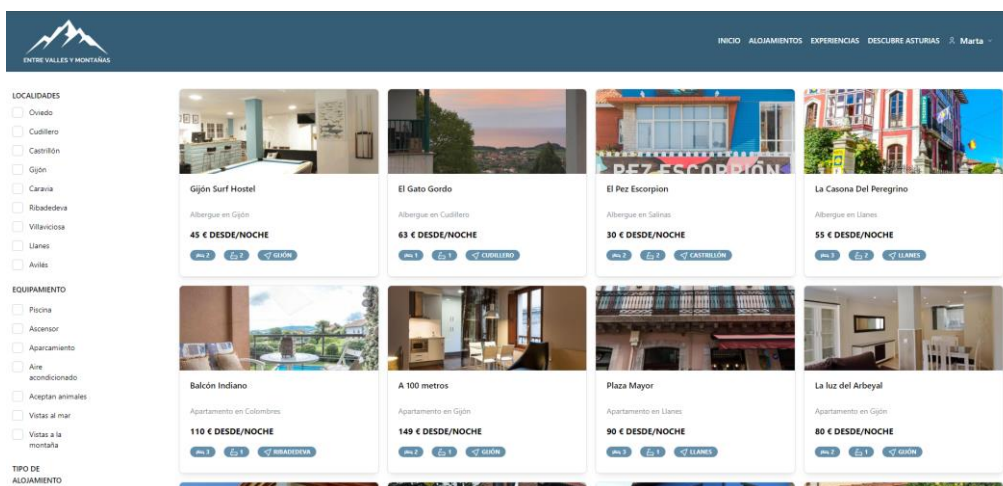 ENTRE VALLES Y MONTAÑAS
INICIO ALOJAMIENTOS EXPERIENCIAS DESCUBRE ASTURIAS Marta
LOCALIDADES
Oviedo
Cudillero
Castrillón
Gijón
Caravia
Ribadedeva
Villaviciosa
Llanes
Avilés
EQUIPAMIENTO
Piscina
Ascensor
Aparcamiento
Aire
acondicionado
Aceptan animales
Vistas al mar
Vistas a la
montaña
TIPO DE
ALOJAMIENTO
Gijón Surf Hostel
Albergue en Gijón
45 € DESDE/NOCHE
2 2 GIJÓN
El Gato Gordo
Albergue en Cudillero
63 € DESDE/NOCHE
1 1 CUDILLERO
PEZ ESCORPIÓN
El Pez Escorpion
Albergue en Salinas
30 € DESDE/NOCHE
2 2 CASTRILLÓN
La Casona Del Peregrino
Albergue en Llanes
55 € DESDE/NOCHE
3 2 LLANES
Balcón Indiano
Apartamento en Colombres
110 € DESDE/NOCHE
3 1 RIBADEDEVA
A 100 metros
Apartamento en Gijón
149 € DESDE/NOCHE
2 1 GIJÓN
Plaza Mayor
Apartamento en Llanes
90 € DESDE/NOCHE
3 1 LLANES
La luz del Arbeyal
Apartamento en Gijón
80 € DESDE/NOCHE
2 1 GIJÓN